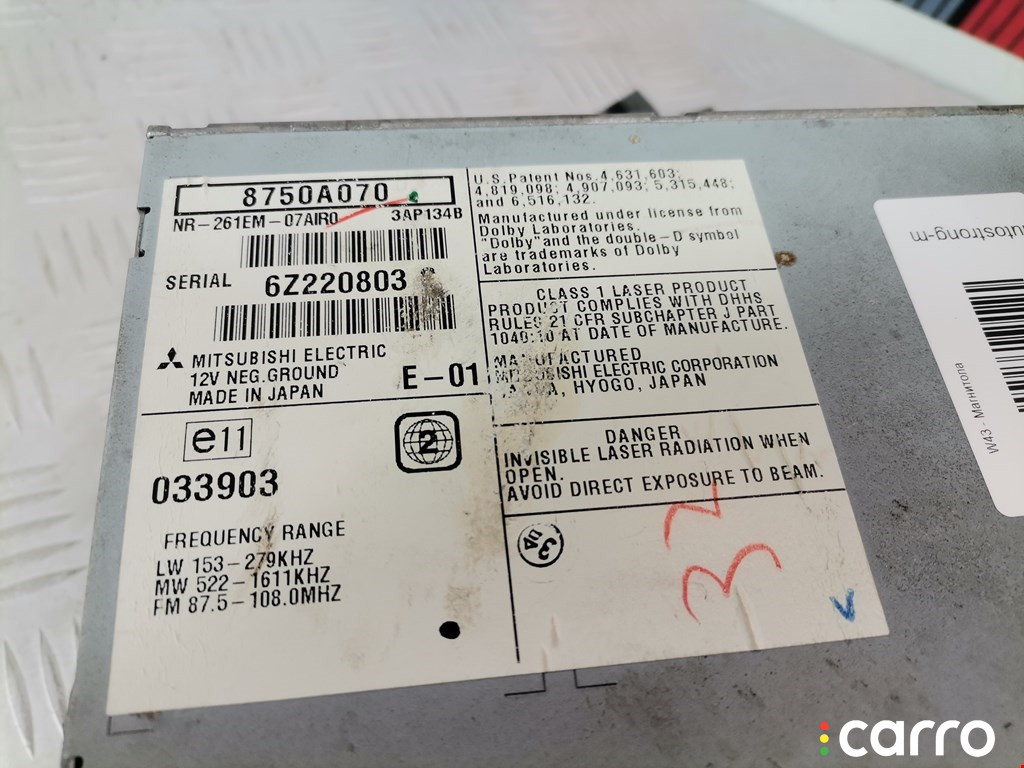 8750A070
NR-261EM-07AIR0 3AP134B
SERIAL 6Z220803
MITSUBISHI ELECTRIC
12V NEG.GROUND
MADE IN JAPAN
E-01
e11
2
033903
FREQUENCY RANGE
LW 153-279KHZ
MW 522-1611KHZ
FM 87.5-108.0MHZ
U.S.Patent Nos.4,631,603;
4,819,098; 4,907,093; 5,315,448;
and 6,516,132.
Manufactured under license from
Dolby Laboratories.
"Dolby"and the double-D symbol
are trademarks of Dolby
Laboratories.
CLASS 1 LASER PRODUCT
PRODUCT COMPLIES WITH DHHS
RULES 21 CFR SUBCHAPTER J PART
1040.10 AT DATE OF MANUFACTURE.
MANUFACTURED
MITSUBISHI ELECTRIC CORPORATION
HYOGO, JAPAN
DANGER
INVISIBLE LASER RADIATION WHEN
OPEN.
AVOID DIRECT EXPOSURE TO BEAM.
utostrong-m
W43 - Магнитола
carro